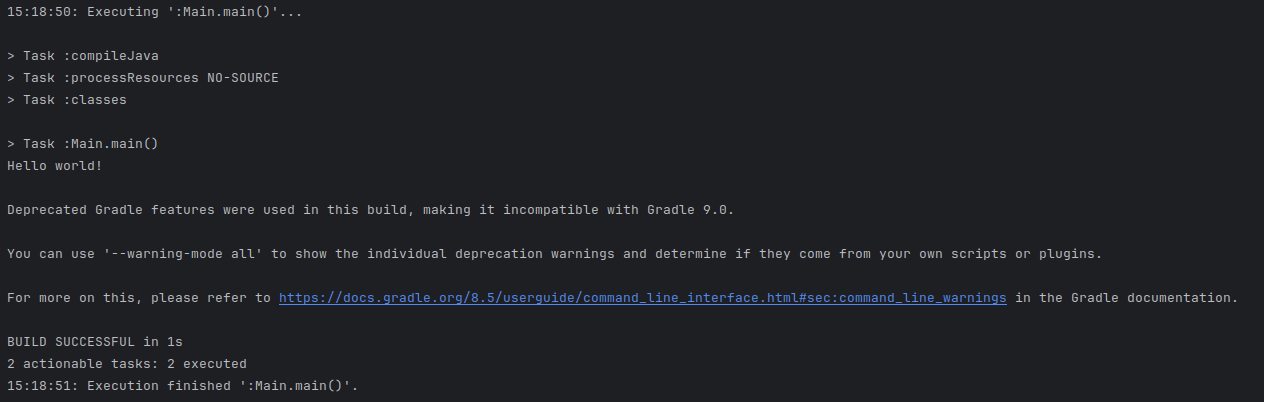 15:18:50: Executing ':Main.main()'...
> Task :compileJava
> Task :processResources NO-SOURCE
> Task :classes
> Task :Main.main()
Hello world!
Deprecated Gradle features were used in this build, making it incompatible with Gradle 9.0.
You can use '--warning-mode all' to show the individual deprecation warnings and determine if they come from your own scripts or plugins.
For more on this, please refer to https://docs.gradle.org/8.5/userguide/command_line_interface.html#sec:command_line_warnings in the Gradle documentation.
BUILD SUCCESSFUL in 1s
2 actionable tasks: 2 executed
15:18:51: Execution finished ':Main.main()'.